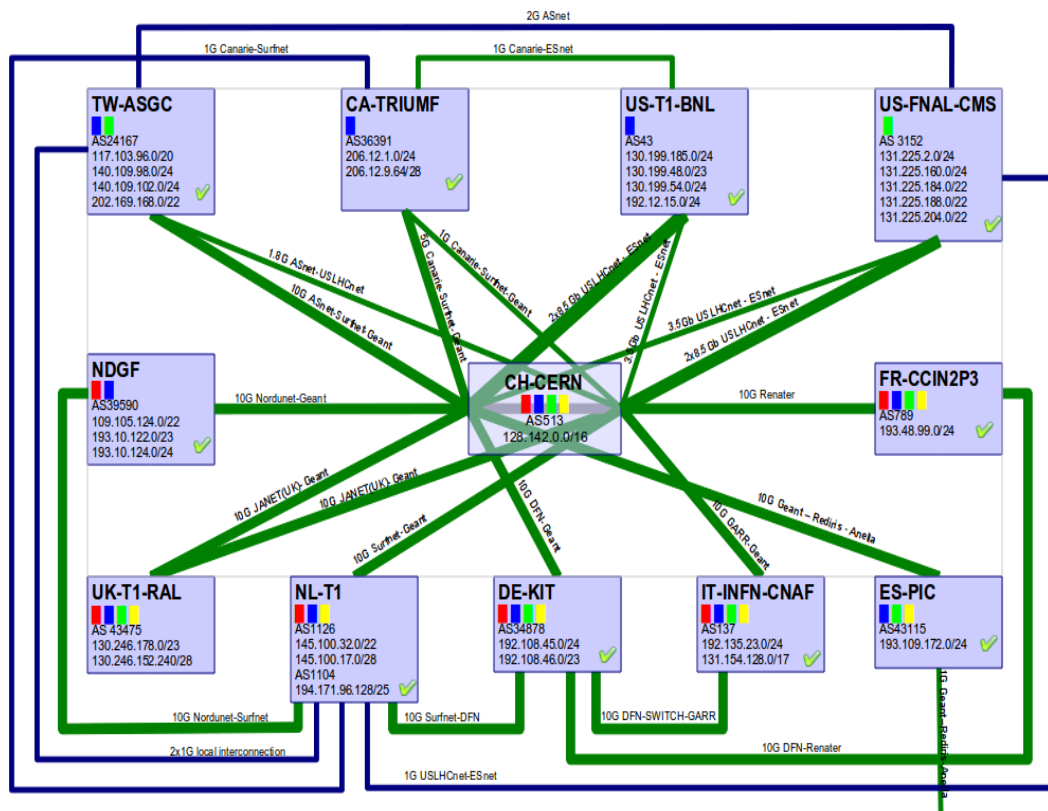 2G ASnet
1G Canarie-Surfnet
1G Canarie-ESnet
TW-ASGC
AS24167
117.103.96.0/20
140.109.98.0/24
140.109.102.0/24
202.169.168.0/22
CA-TRIUMF
AS36391
206.12.1.0/24
206.12.9.64/28
US-T1-BNL
AS43
130.199.185.0/24
130.199.48.0/23
130.199.54.0/24
192.12.15.0/24
US-FNAL-CMS
AS 3152
131.225.2.0/24
131.225.160.0/24
131.225.184.0/22
131.225.188.0/22
131.225.204.0/22
1.8G ASnet-USLHCnet
10G ASnet-Surfnet-Geant
5G Canarie-Surfnet-Geant
1G Canarie-Surfnet-Geant
2x8.5Gb USLHCnet - ESnet
Gb USLHCnet - ESnet
3.5Gb USLHCnet - ESnet
2x8.5Gb USLHCnet - ESnet
NDGF
AS39590
109.105.124.0/22
193.10.122.0/23
193.10.124.0/24
10G Nordunet-Geant
CH-CERN
AS513
128.142.0.0/16
10G Renater
FR-CCIN2P3
AS789
193.48.99.0/24
10G JANET(UK)-Geant
10G JANET(UK)-Geant
10G Surfnet-Geant
10G DFN-Geant
10G GARR-Geant
10G Geant – Rediris - Anella
UK-T1-RAL
AS 43475
130.246.178.0/23
130.246.152.240/28
NL-T1
AS1126
145.100.32.0/22
145.100.17.0/28
AS1104
194.171.96.128/25
DE-KIT
AS34878
192.108.45.0/24
192.108.46.0/23
IT-INFN-CNAF
AS137
192.135.23.0/24
131.154.128.0/17
ES-PIC
AS43115
193.109.172.0/24
1G Geant-Rediris-Anella
10G Nordunet-Surfnet
10G Surfnet-DFN
10G DFN-SWITCH-GARR
10G DFN-Renater
2x1G local interconnection
1G USLHCnet-ESnet